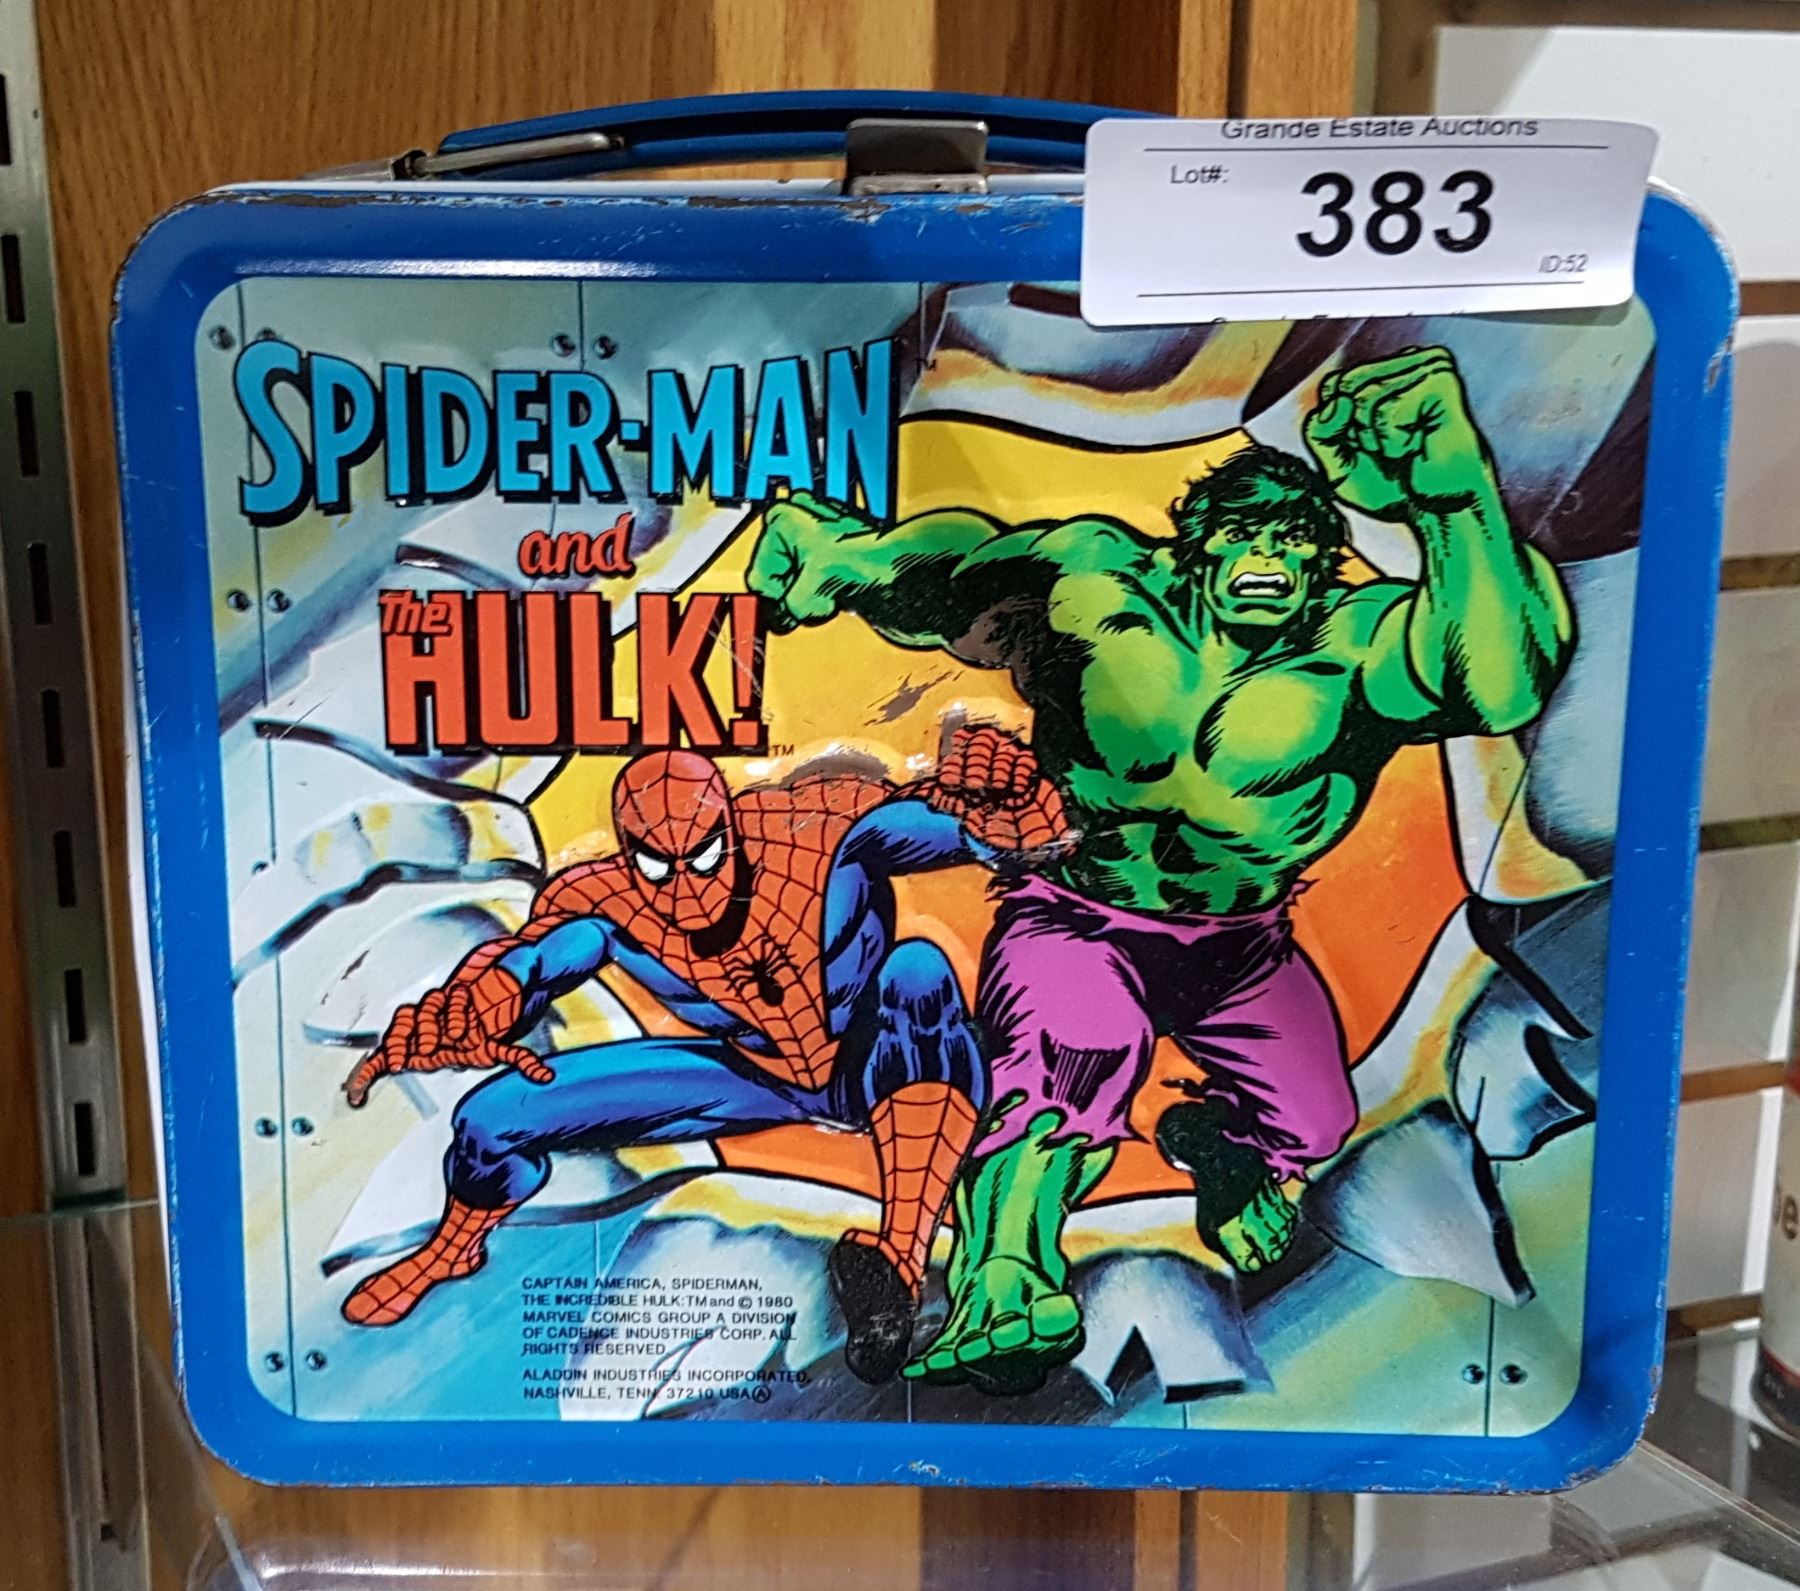 Grande Estate Auctions
Lot#:
383
ID:52
SPIDER-MAN TM
and
The
HULK! TM
CAPTAIN AMERICA, SPIDERMAN,
THE INCREDIBLE HULK:TM and © 1980
MARVEL COMICS GROUP A DIVISION
OF CADENCE INDUSTRIES CORP. ALL
RIGHTS RESERVED.
ALADDIN INDUSTRIES INCORPORATED,
NASHVILLE, TENN. 37210 USA Ⓐ